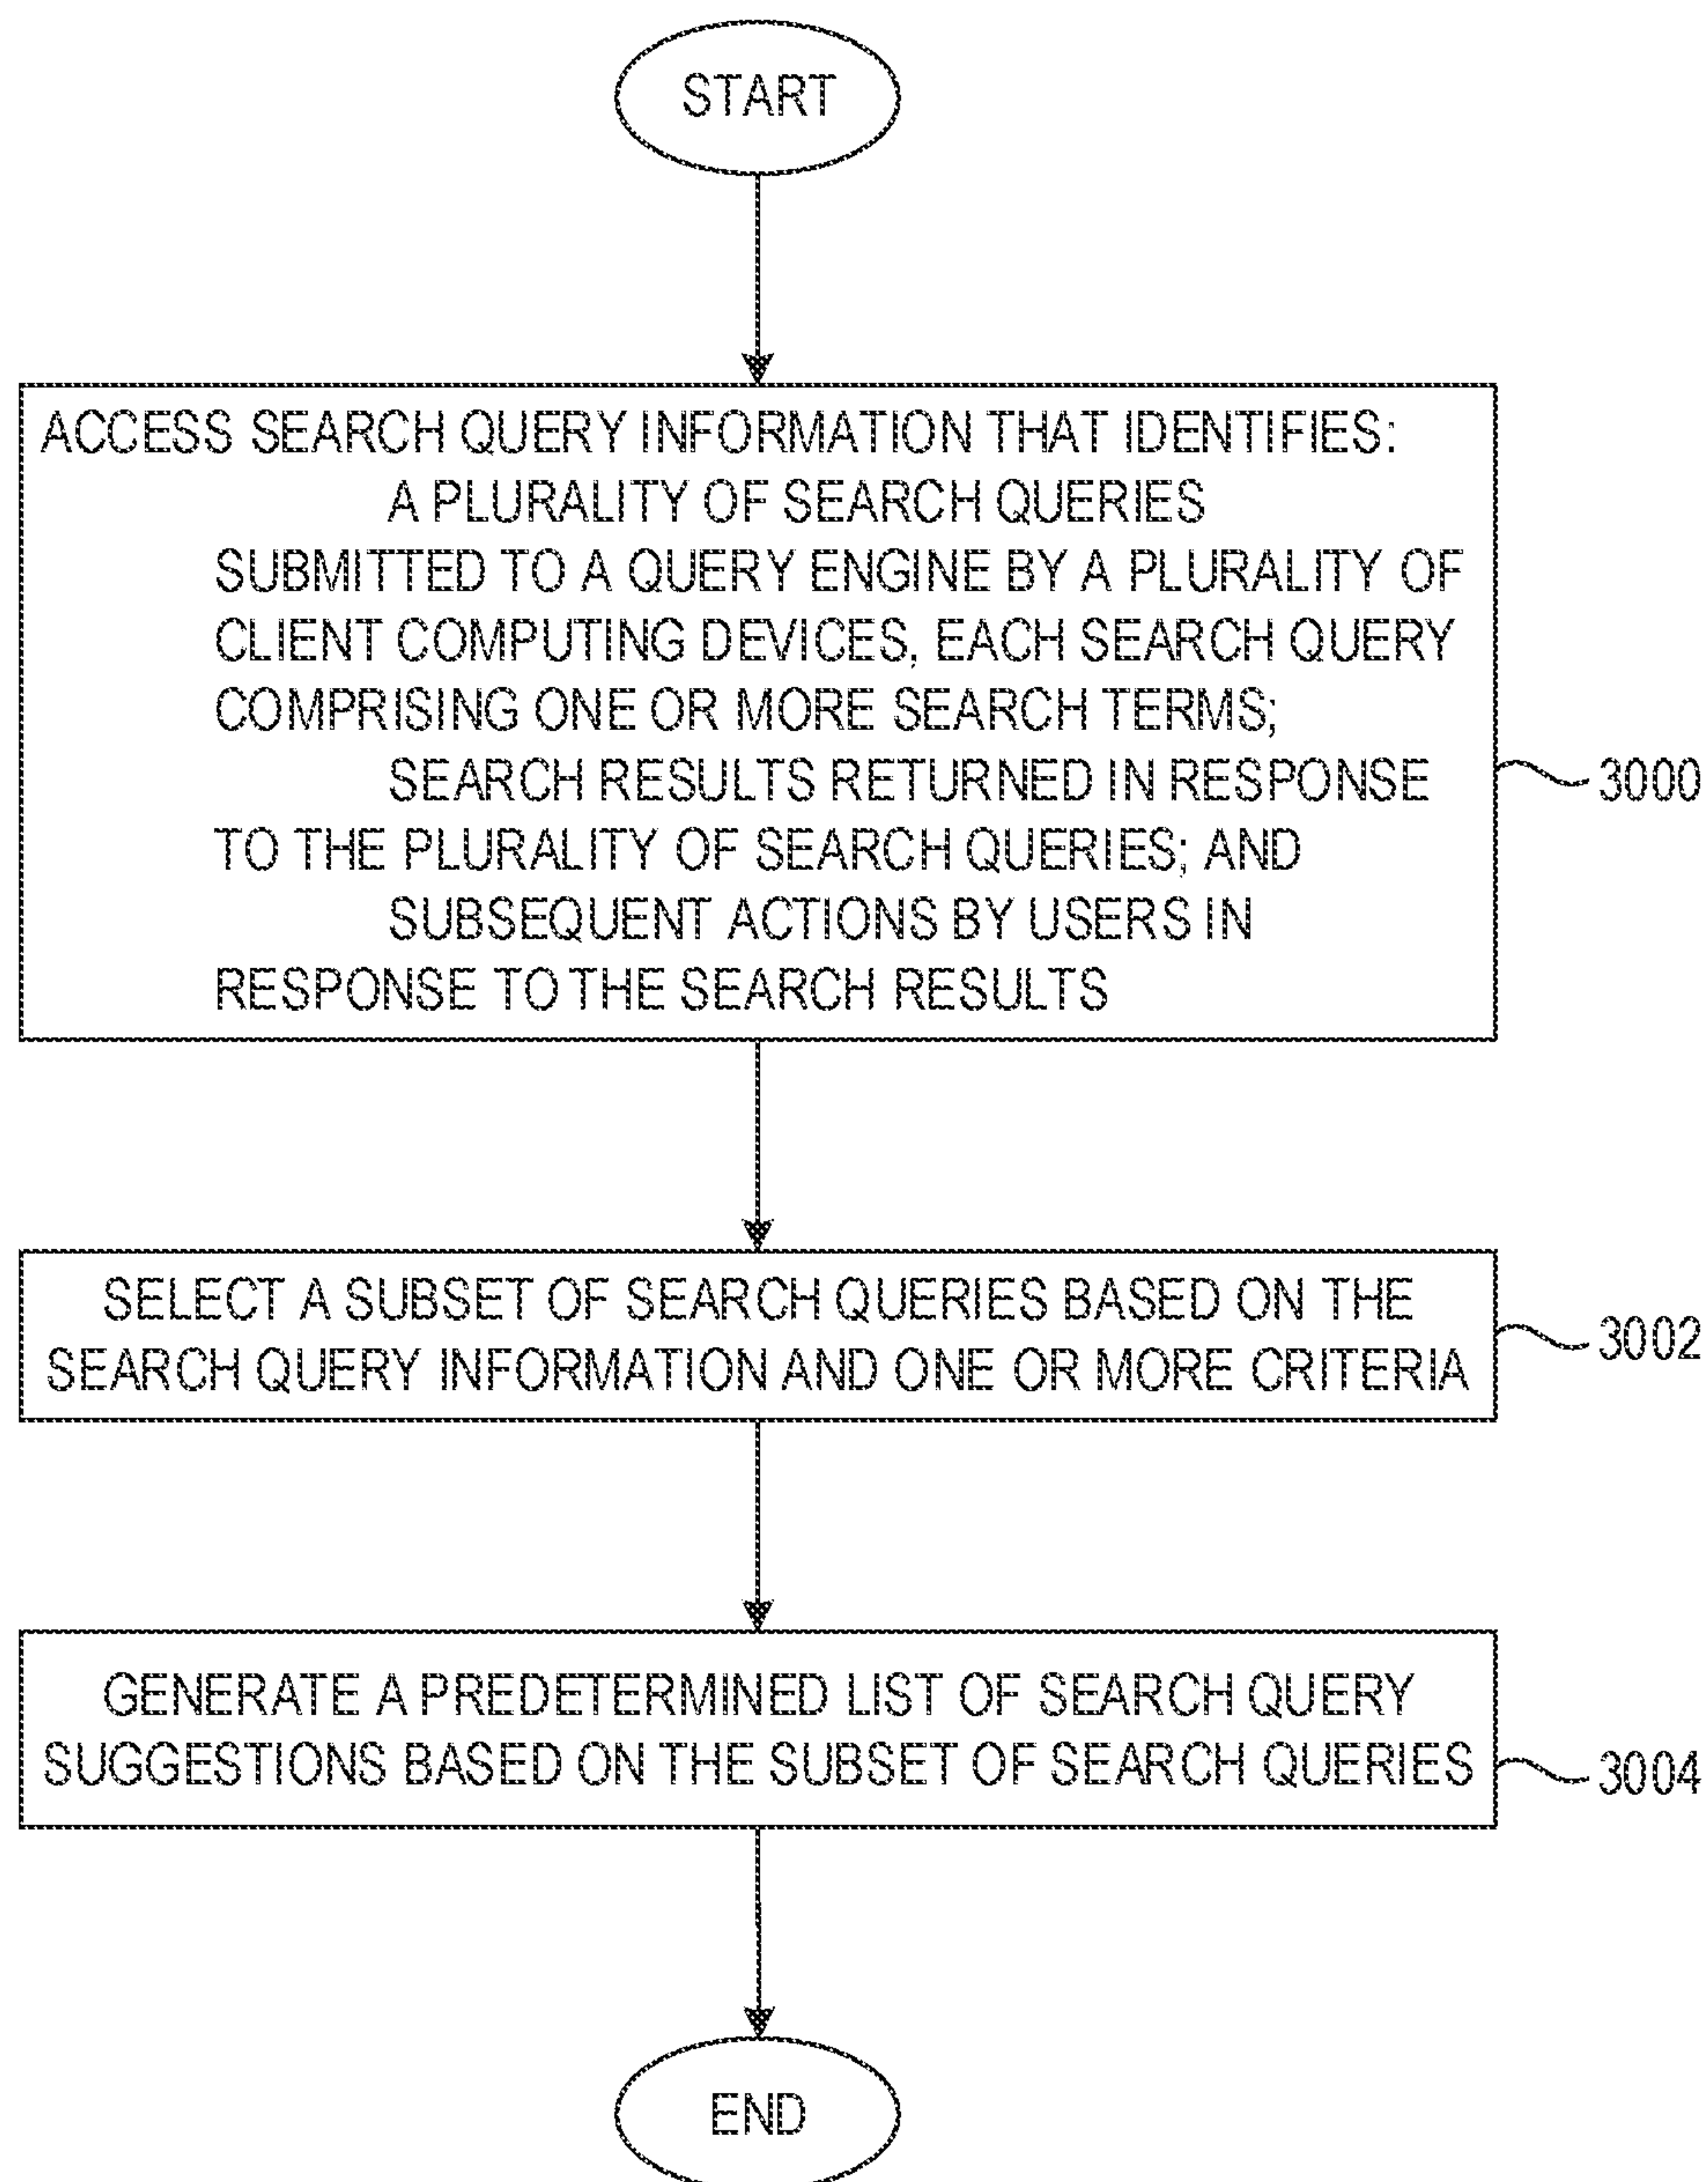 START
ACCESS SEARCH QUERY INFORMATION THAT IDENTIFIES:
A PLURALITY OF SEARCH QUERIES
SUBMITTED TO A QUERY ENGINE BY A PLURALITY OF
CLIENT COMPUTING DEVICES, EACH SEARCH QUERY
COMPRISING ONE OR MORE SEARCH TERMS;
SEARCH RESULTS RETURNED IN RESPONSE
TO THE PLURALITY OF SEARCH QUERIES; AND
SUBSEQUENT ACTIONS BY USERS IN
RESPONSE TO THE SEARCH RESULTS
3000
SELECT A SUBSET OF SEARCH QUERIES BASED ON THE
SEARCH QUERY INFORMATION AND ONE OR MORE CRITERIA
3002
GENERATE A PREDETERMINED LIST OF SEARCH QUERY
SUGGESTIONS BASED ON THE SUBSET OF SEARCH QUERIES
3004
END